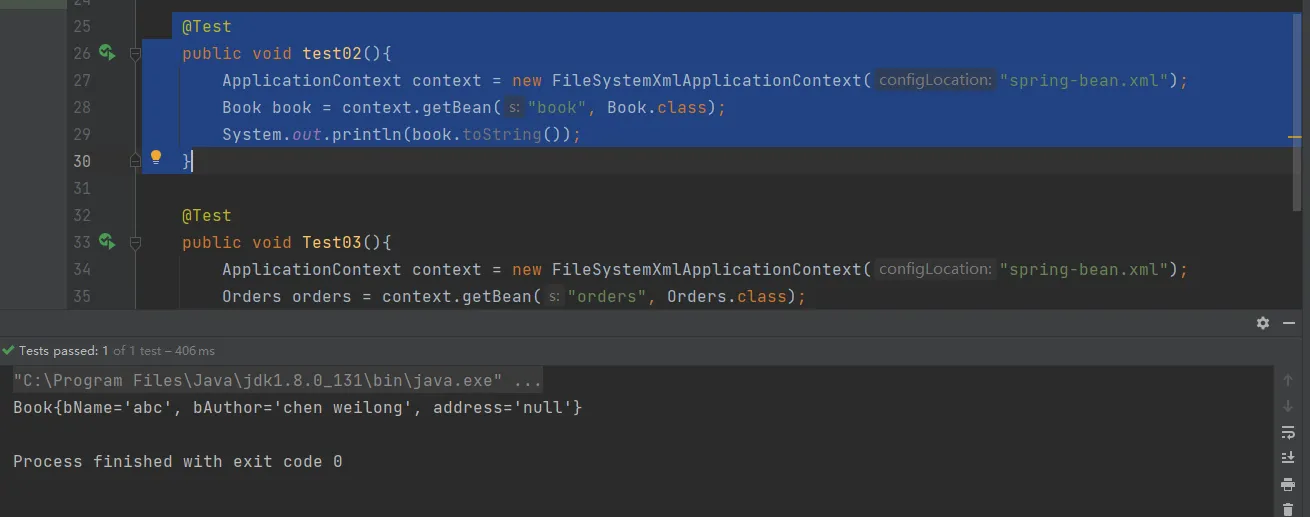 25 @Test
26 public void test02(){
27 ApplicationContext context = new FileSystemXmlApplicationContext( configLocation: "spring-bean.xml");
28 Book book = context.getBean( s: "book", Book.class);
29 System.out.println(book.toString());
30 }
31
32 @Test
33 public void Test03(){
34 ApplicationContext context = new FileSystemXmlApplicationContext( configLocation: "spring-bean.xml");
35 Orders orders = context.getBean( s: "orders", Orders.class);
Tests passed: 1 of 1 test – 406 ms
"C:\Program Files\Java\jdk1.8.0_131\bin\java.exe" ...
Book{bName='abc', bAuthor='chen weilong', address='null'}
Process finished with exit code 0